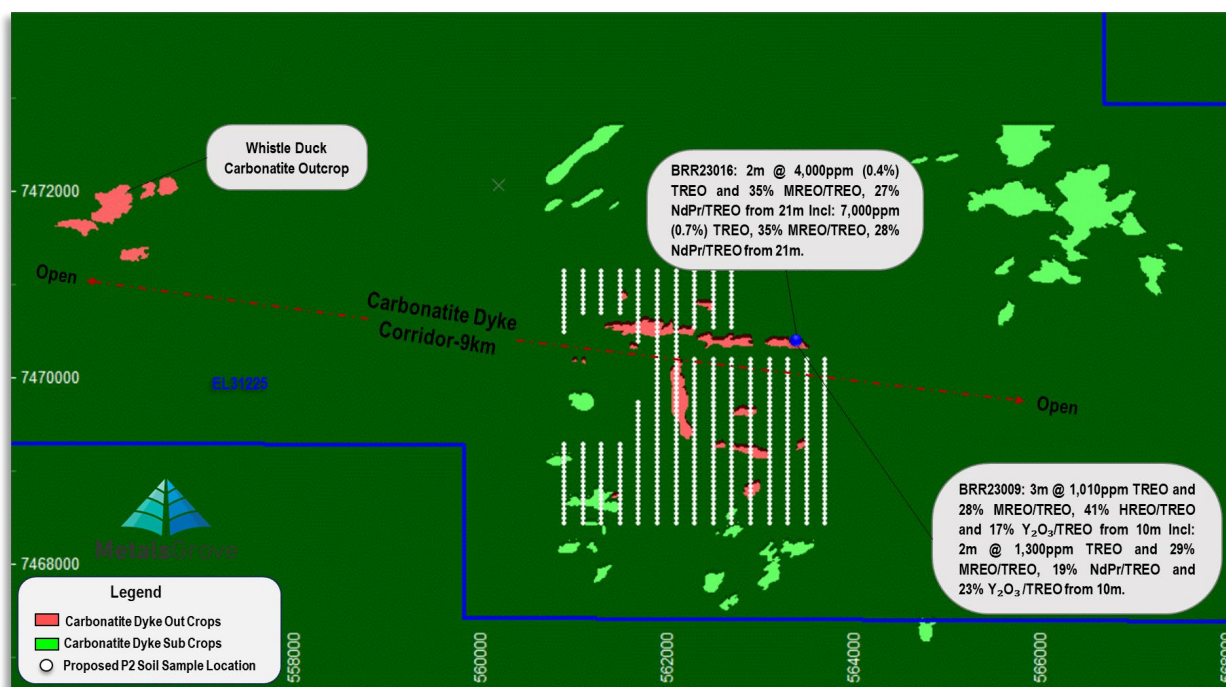 Whistle Duck
Carbonatite Outcrop
BRR23016: 2m @ 4,000ppm (0.4%)
TREO and 35% MREO/TREO, 27%
NdPr/TREO from 21m Incl: 7,000ppm
(0.7%) TREO, 35% MREO/TREO, 28%
NdPr/TREO from 21m.
7472000
Open
Carbonatite Dyke
Corridor-9km
7470000
EL31225
Open
BRR23009: 3m @ 1,010ppm TREO and
28% MREO/TREO, 41% HREO/TREO
and 17% Y₂O₃/TREO from 10m Incl:
2m @ 1,300ppm TREO and 29%
MREO/TREO, 19% NdPr/TREO and
23% Y₂O₃ /TREO from 10m.
MetalsGrove
7468000
Legend
Carbonatite Dyke Out Crops
Carbonatite Dyke Sub Crops
Proposed P2 Soil Sample Location
558000
560000
562000
564000
566000